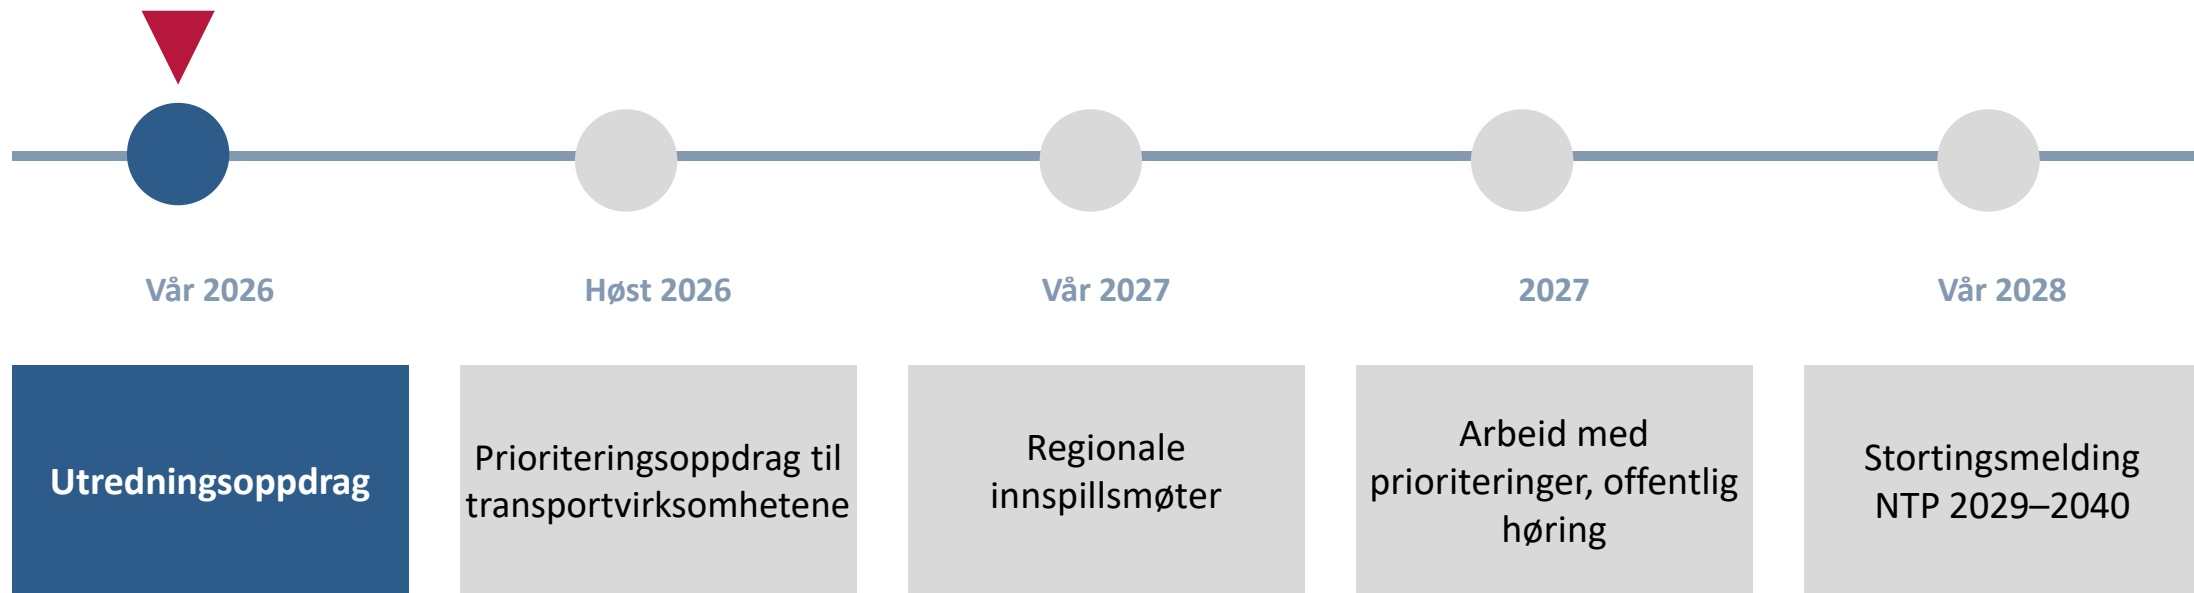 Vår 2026
Høst 2026
Vår 2027
2027
Vår 2028
Utredningsoppdrag
Prioriteringsoppdrag til
transportvirksomhetene
Regionale
innspillsmøter
Arbeid med
prioriteringer, offentlig
høring
Stortingsmelding
NTP 2029–2040